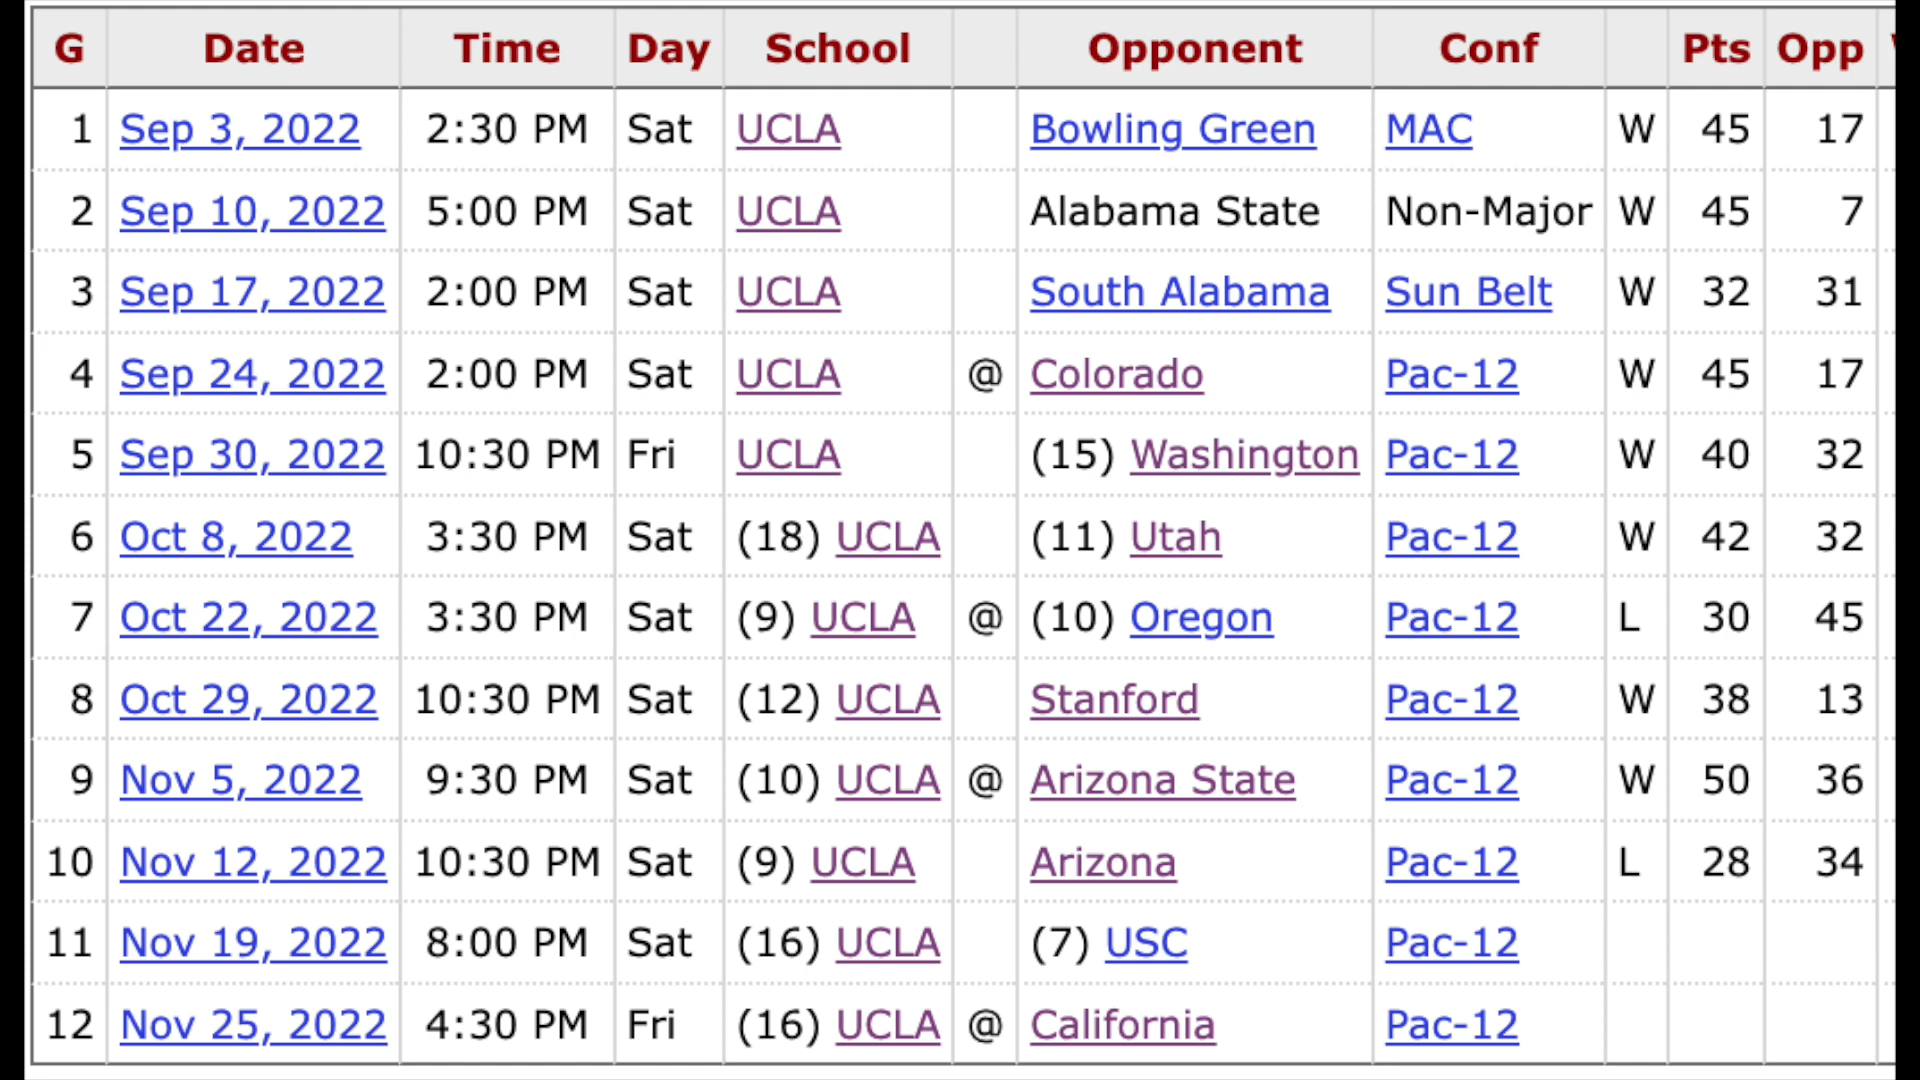 G Date Time Day School Opponent Conf Pts Opp
1 Sep 3, 2022 2:30 PM Sat UCLA Bowling Green MAC W 45 17
2 Sep 10, 2022 5:00 PM Sat UCLA Alabama State Non-Major W 45 7
3 Sep 17, 2022 2:00 PM Sat UCLA South Alabama Sun Belt W 32 31
4 Sep 24, 2022 2:00 PM Sat UCLA @ Colorado Pac-12 W 45 17
5 Sep 30, 2022 10:30 PM Fri UCLA (15) Washington Pac-12 W 40 32
6 Oct 8, 2022 3:30 PM Sat (18) UCLA (11) Utah Pac-12 W 42 32
7 Oct 22, 2022 3:30 PM Sat (9) UCLA @ (10) Oregon Pac-12 L 30 45
8 Oct 29, 2022 10:30 PM Sat (12) UCLA Stanford Pac-12 W 38 13
9 Nov 5, 2022 9:30 PM Sat (10) UCLA @ Arizona State Pac-12 W 50 36
10 Nov 12, 2022 10:30 PM Sat (9) UCLA Arizona Pac-12 L 28 34
11 Nov 19, 2022 8:00 PM Sat (16) UCLA (7) USC Pac-12
12 Nov 25, 2022 4:30 PM Fri (16) UCLA @ California Pac-12